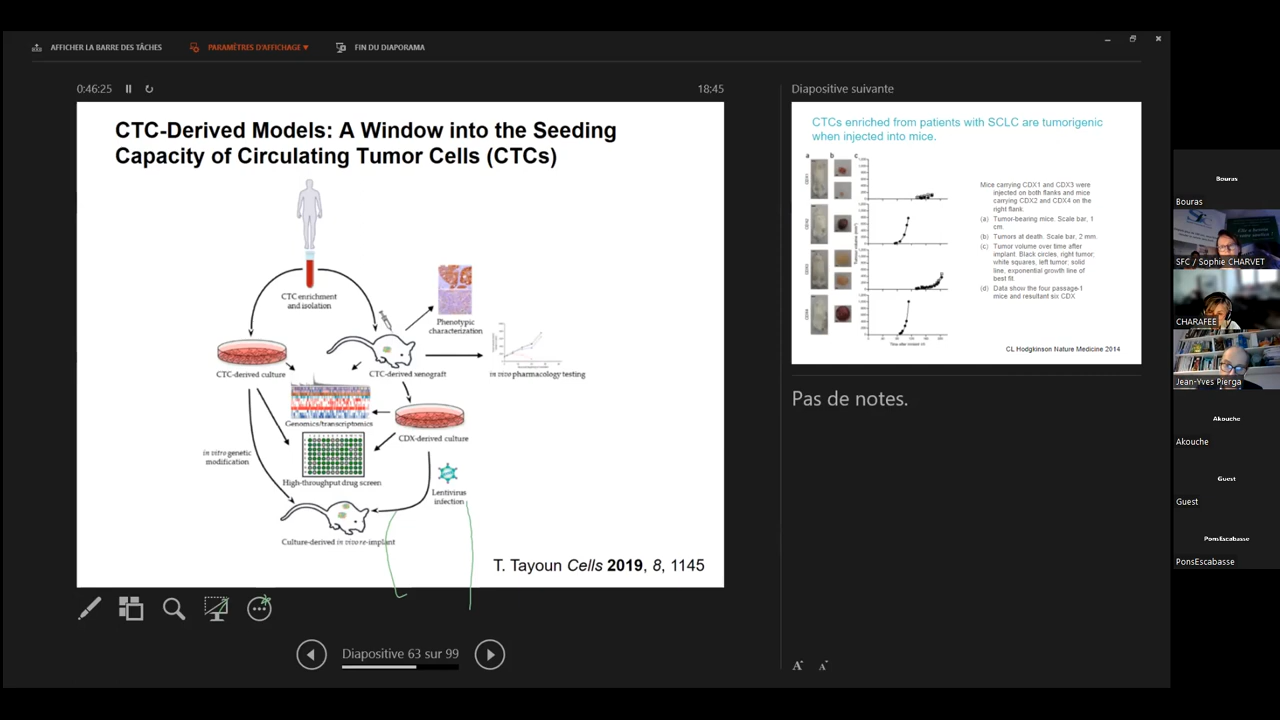 AFFICHER LA BARRE DES TÂCHES
PARAMÈTRES D'AFFICHAGE ▼
FIN DU DIAPORAMA
0:46:25
18:45
CTC-Derived Models: A Window into the Seeding
Capacity of Circulating Tumor Cells (CTCs)
CTC enrichment
and isolation
Phenotypic
characterization
CTC-derived culture
CTC-derived xenograft
in vivo pharmacology testing
Genomics/transcriptomics
CDX-derived culture
in vitro genetic
modification
High-throughput drug screen
Lentivirus
infection
Culture-derived in vivo re-implant
T. Tayoun Cells 2019, 8, 1145
Diapositive 63 sur 99
Diapositive suivante
CTCs enriched from patients with SCLC are tumorigenic
when injected into mice.
a
b
c
Mice carrying CDX1 and CDX3 were
injected on both flanks and mice
carrying CDX2 and CDX4 on the
right flank.
(a) Tumor-bearing mice. Scale bar, 1
cm.
(b) Tumors at death. Scale bar, 2 mm.
(c) Tumor volume over time after
implant. Black circles, right tumor;
white squares, left tumor; solid
line, exponential growth line of
best fit.
(d) Data show the four passage-1
mice and resultant six CDX.
CL Hodgkinson Nature Medicine 2014
Pas de notes.
A
A
Bouras
Bouras
SFC / Sophie CHARVET
CHARAFEE
Jean-Yves Pierga
Akouche
Akouche
Guest
Guest
PonsEscabasse
PonsEscabasse